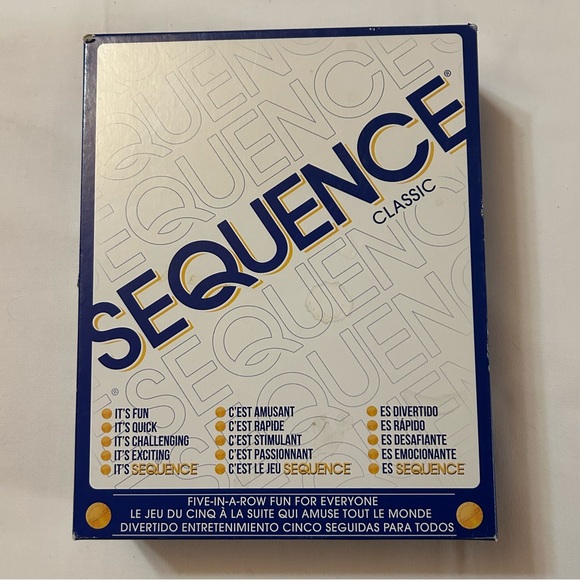 SEQUENCE®
CLASSIC
IT'S FUN
IT'S QUICK
IT'S CHALLENGING
IT'S EXCITING
IT'S SEQUENCE
C'EST AMUSANT
C'EST RAPIDE
C'EST STIMULANT
C'EST PASSIONNANT
C'EST LE JEU SEQUENCE
ES DIVERTIDO
ES RÁPIDO
ES DESAFIANTE
ES EMOCIONANTE
ES SEQUENCE
FIVE-IN-A-ROW FUN FOR EVERYONE
LE JEU DU CINQ À LA SUITE QUI AMUSE TOUT LE MONDE
DIVERTIDO ENTRETENIMIENTO CINCO SEGUIDAS PARA TODOS